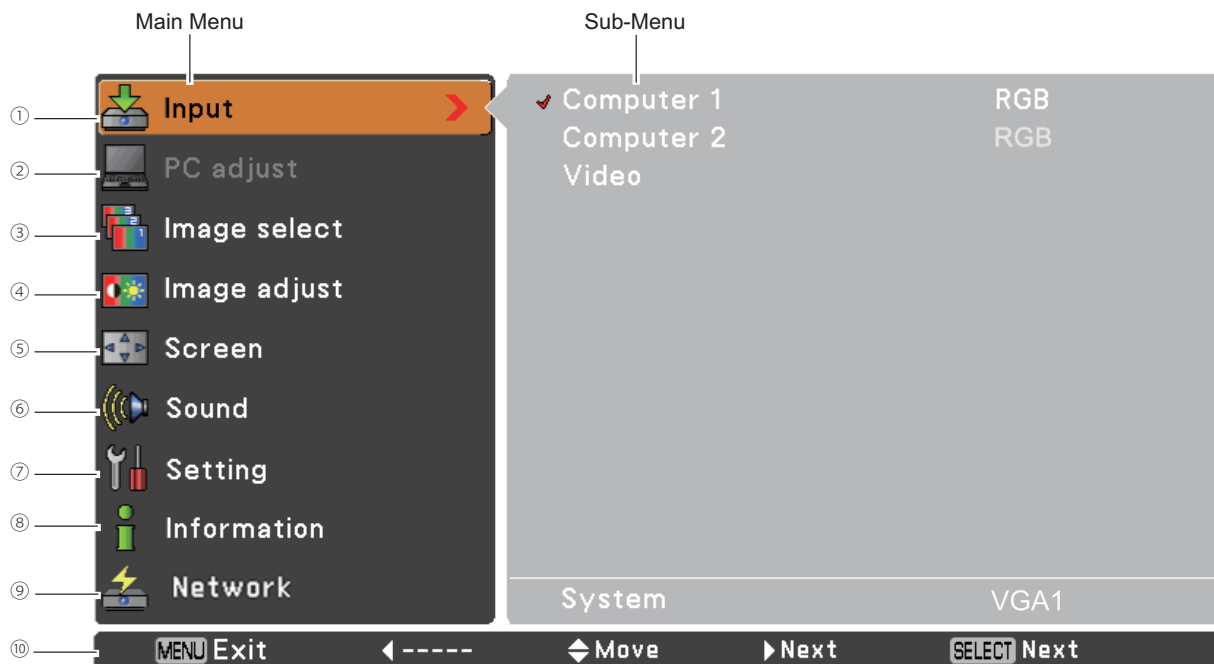 Main Menu
Sub-Menu
① Input
② PC adjust
③ Image select
④ Image adjust
⑤ Screen
⑥ Sound
⑦ Setting
⑧ Information
⑨ Network
Computer 1 RGB
Computer 2 RGB
Video
System VGA1
⑩ MENU Exit ◀ ----- Move ▶ Next SELECT Next